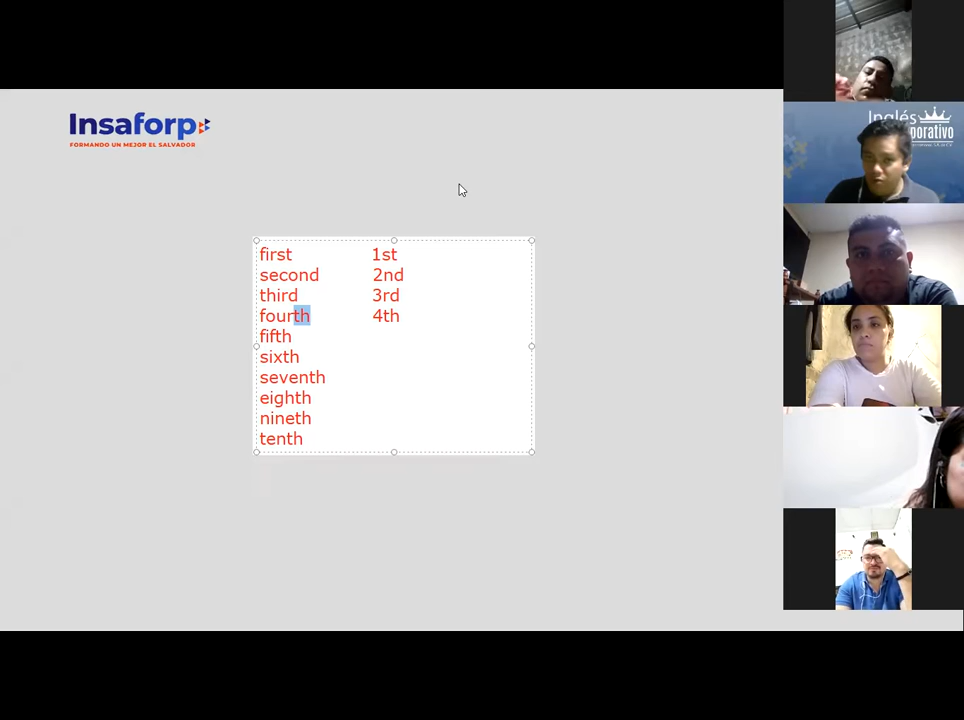 Insaforp
FORMANDO UN MEJOR EL SALVADOR
Inglés
porativo
first 1st
second 2nd
third 3rd
fourth 4th
fifth
sixth
seventh
eighth
nineth
tenth